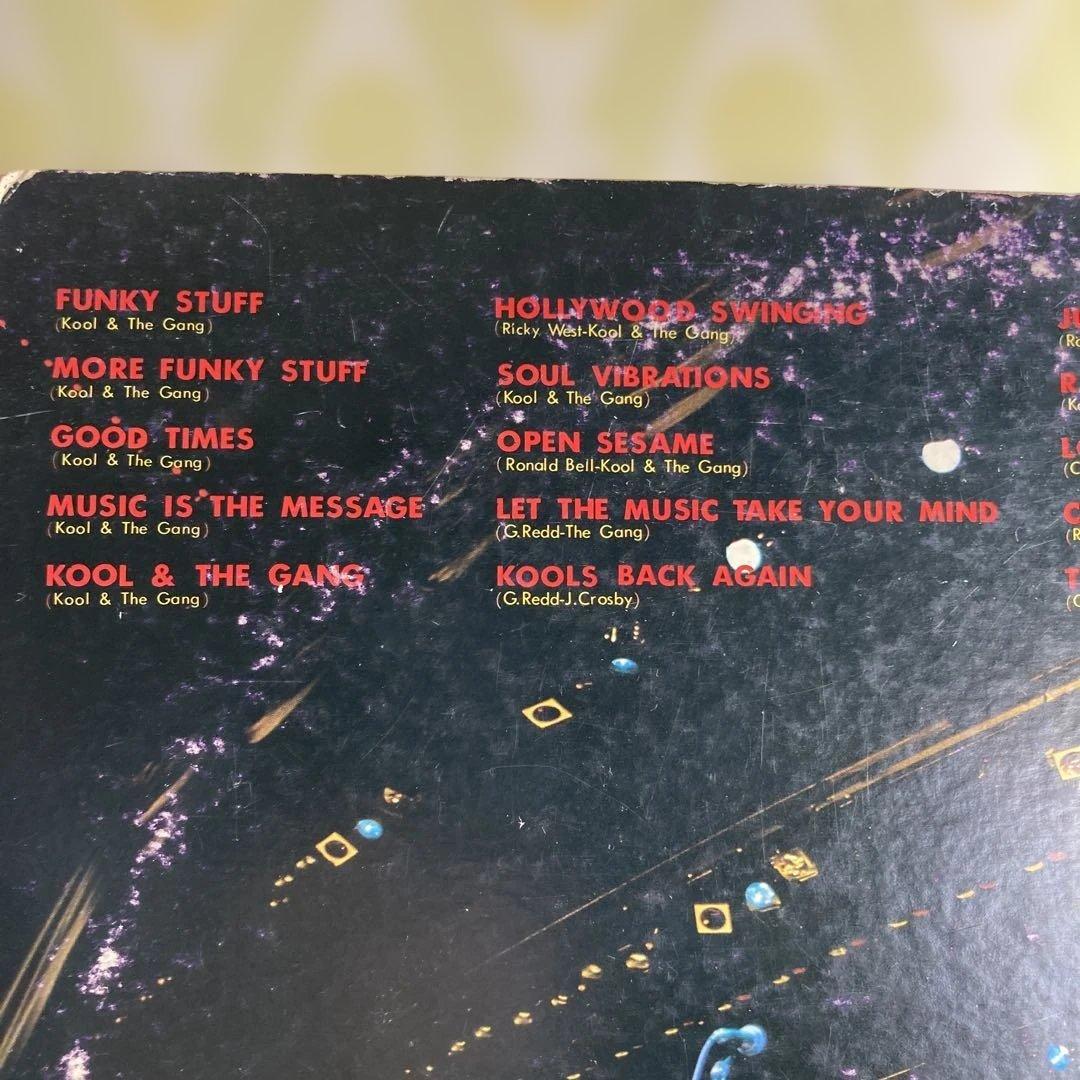 FUNKY STUFF
(Kool & The Gang)
MORE FUNKY STUFF
(Kool & The Gang)
GOOD TIMES
(Kool & The Gang)
MUSIC IS THE MESSAGE
(Kool & The Gang)
KOOL & THE GANG
(Kool & The Gang)
HOLLYWOOD SWINGING
(Ricky West-Kool & The Gang)
SOUL VIBRATIONS
(Kool & The Gang)
OPEN SESAME
(Ronald Bell-Kool & The Gang)
LET THE MUSIC TAKE YOUR MIND
(G.Redd-The Gang)
KOOLS BACK AGAIN
(G.Redd-J.Crosby)